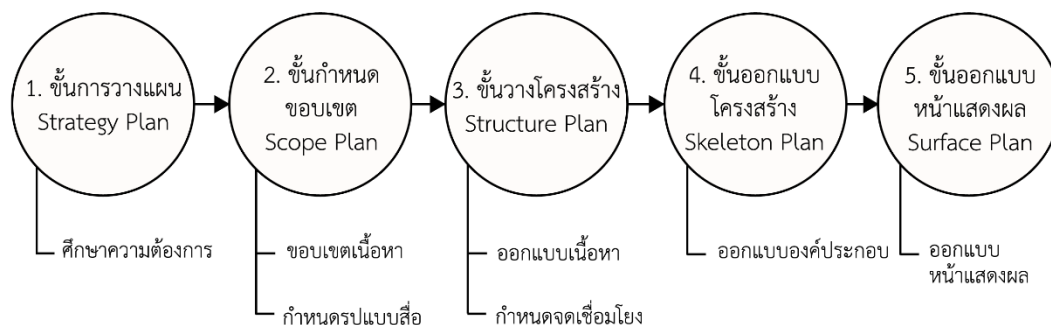 1. ขั้นการวางแผน
Strategy Plan
2. ขั้นกำหนด
ขอบเขต
Scope Plan
3. ขั้นวางโครงสร้าง
Structure Plan
4. ขั้นออกแบบ
โครงสร้าง
Skeleton Plan
5. ขั้นออกแบบ
หน้าแสดงผล
Surface Plan
ศึกษาความต้องการ
ขอบเขตเนื้อหา
กำหนดรูปแบบสื่อ
ออกแบบเนื้อหา
กำหนดจุดเชื่อมโยง
ออกแบบองค์ประกอบ
ออกแบบ
หน้าแสดงผล